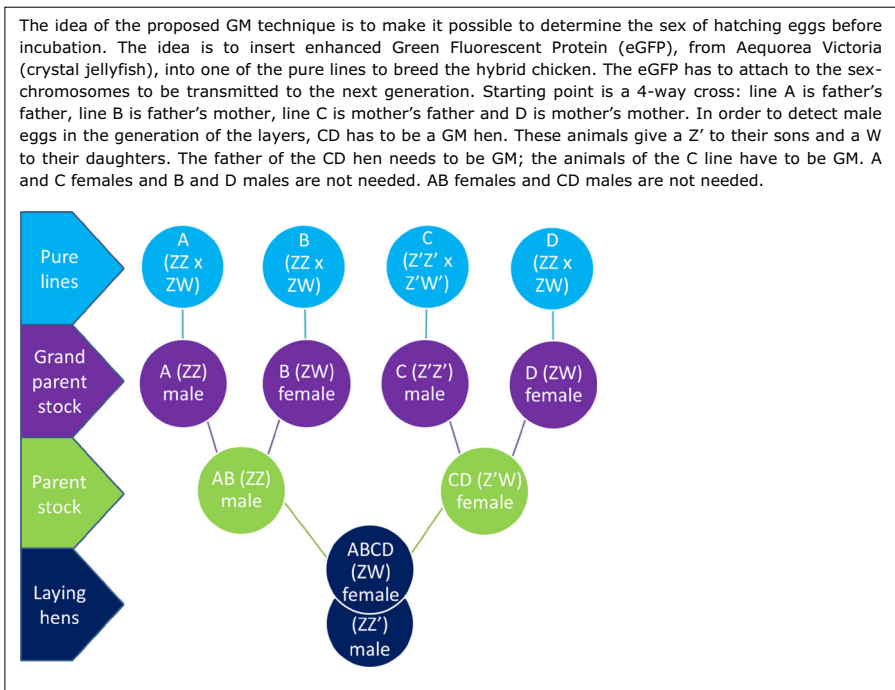 The idea of the proposed GM technique is to make it possible to determine the sex of hatching eggs before
incubation. The idea is to insert enhanced Green Fluorescent Protein (eGFP), from Aequorea Victoria
(crystal jellyfish), into one of the pure lines to breed the hybrid chicken. The eGFP has to attach to the sex-
chromosomes to be transmitted to the next generation. Starting point is a 4-way cross: line A is father's
father, line B is father's mother, line C is mother's father and D is mother's mother. In order to detect male
eggs in the generation of the layers, CD has to be a GM hen. These animals give a Z' to their sons and a W
to their daughters. The father of the CD hen needs to be GM; the animals of the C line have to be GM. A
and C females and B and D males are not needed. AB females and CD males are not needed.
Pure
lines
A
(ZZ x
ZW)
B
(ZZ x
ZW)
C
(Z'Z' x
Z'W')
D
(ZZ x
ZW)
Grand
parent
stock
A (ZZ)
male
B (ZW)
female
C (Z'Z')
male
D (ZW)
female
Parent
stock
AB (ZZ)
male
CD (Z'W)
female
Laying
hens
ABCD
(ZW)
female
(ZZ')
male